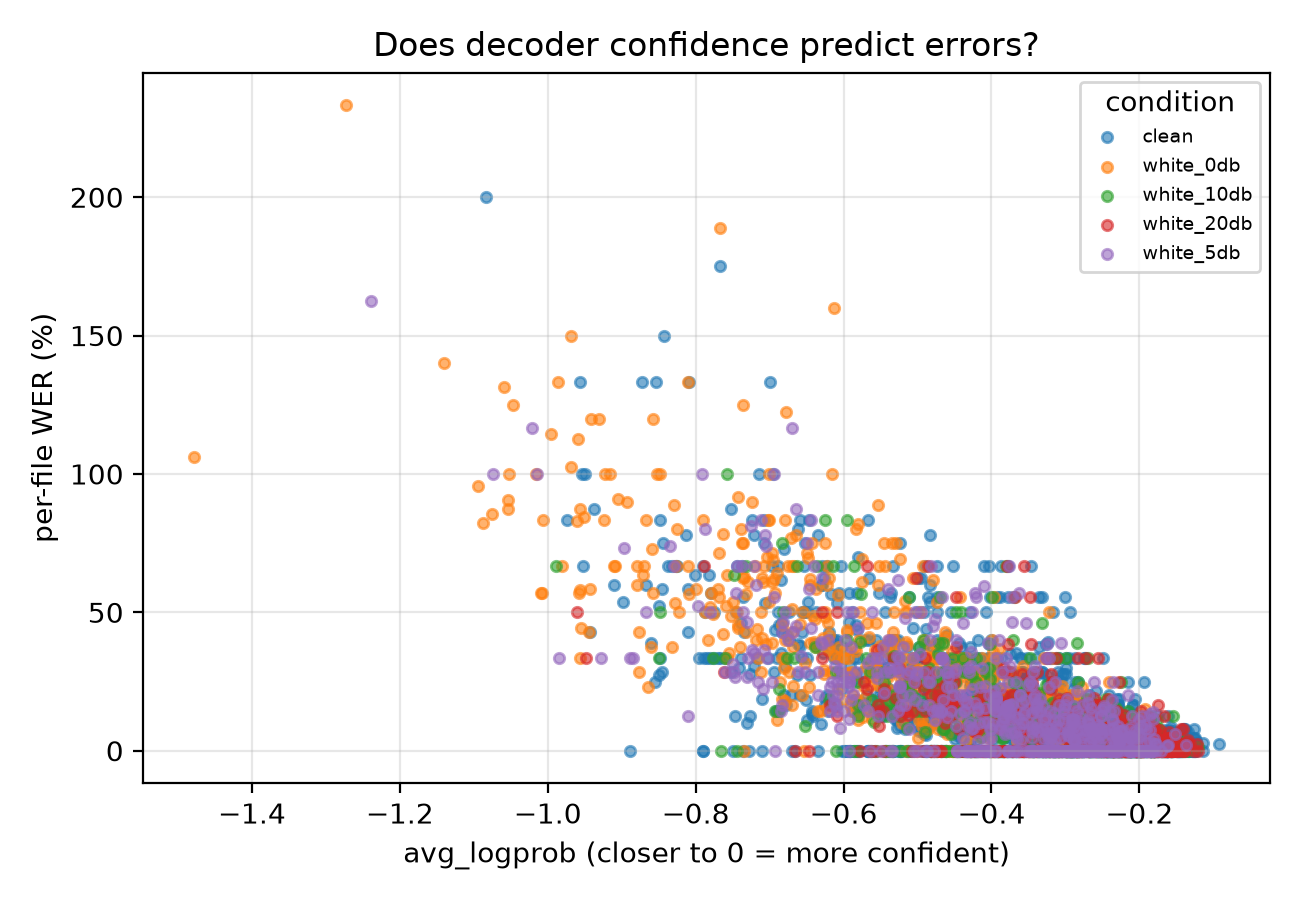 Does decoder confidence predict errors?
condition
clean
white_0db
white_10db
white_20db
white_5db
200
150
100
50
0
per-file WER (%)
−1.4 −1.2 −1.0 −0.8 −0.6 −0.4 −0.2
avg_logprob (closer to 0 = more confident)